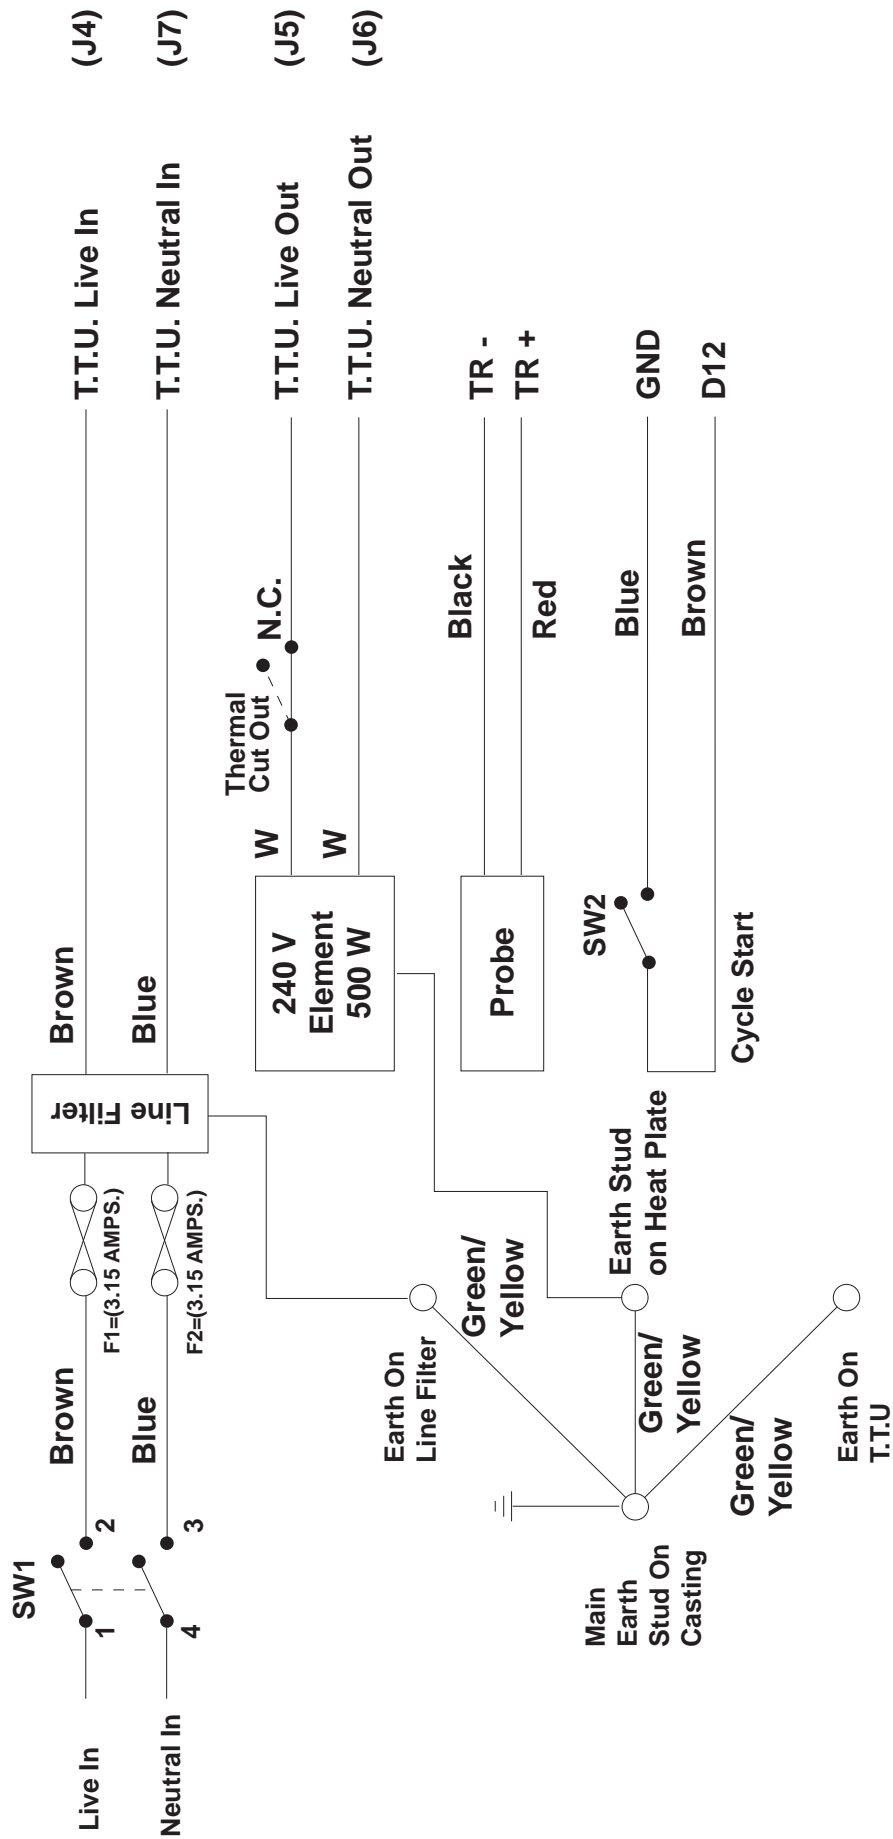 Live In
Neutral In
SW1
1
2
4
3
Brown
Blue
F1=(3.15 AMPS.)
F2=(3.15 AMPS.)
Line Filter
Brown
Blue
T.T.U. Live In
(J4)
T.T.U. Neutral In
(J7)
240 V
Element
500 W
W
W
Thermal
Cut Out
N.C.
T.T.U. Live Out
(J5)
T.T.U. Neutral Out
(J6)
Probe
Black
Red
TR -
TR +
SW2
Cycle Start
Blue
Brown
GND
D12
Earth On
Line Filter
Green/
Yellow
Earth Stud
on Heat Plate
Green/
Yellow
Main
Earth
Stud On
Casting
Green/
Yellow
Earth On
T.T.U